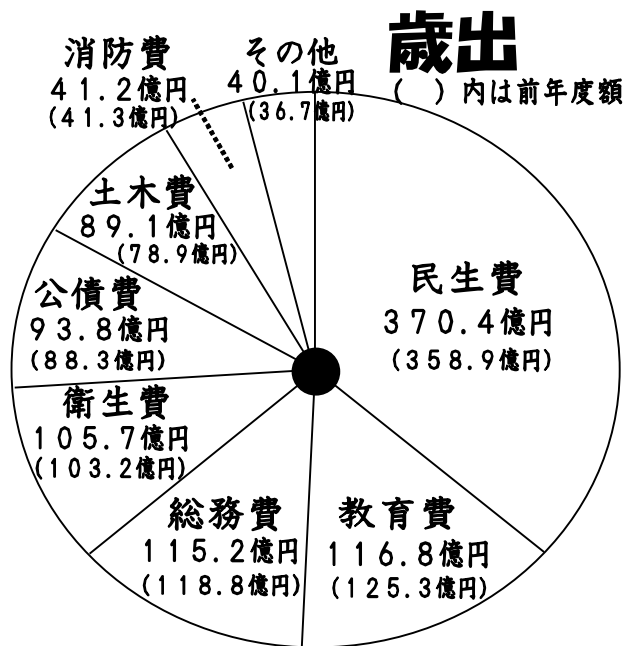 歳出
( )内は前年度額
民生費
370.4億円
(358.9億円)
教育費
116.8億円
(125.3億円)
総務費
115.2億円
(118.8億円)
衛生費
105.7億円
(103.2億円)
公債費
93.8億円
(88.3億円)
土木費
89.1億円
(78.9億円)
消防費
41.2億円
(41.3億円)
その他
40.1億円
(36.7億円)